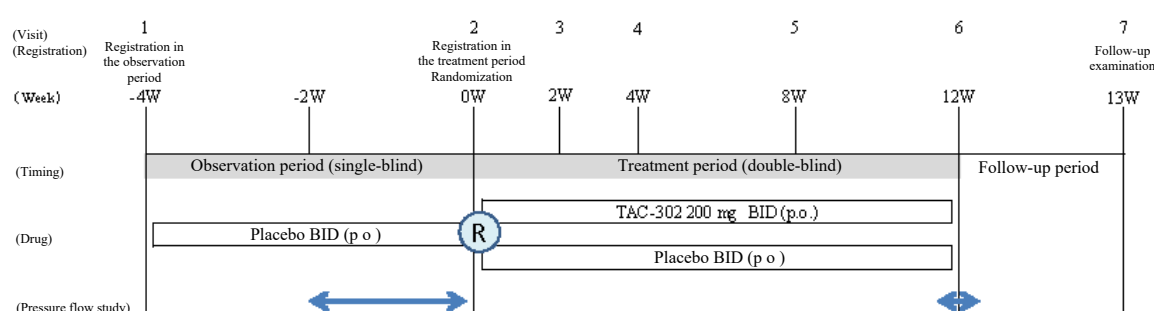 (Visit) 1 2 3 4 5 6 7
(Registration) Registration in the observation period Registration in the treatment period Randomization Follow-up examination
(Week) -4W -2W 0W 2W 4W 8W 12W 13W
(Timing) Observation period (single-blind) Treatment period (double-blind) Follow-up period
TAC-302 200 mg BID (p.o.)
(Drug) Placebo BID (p o ) R
Placebo BID (p o )
(Pressure flow study)